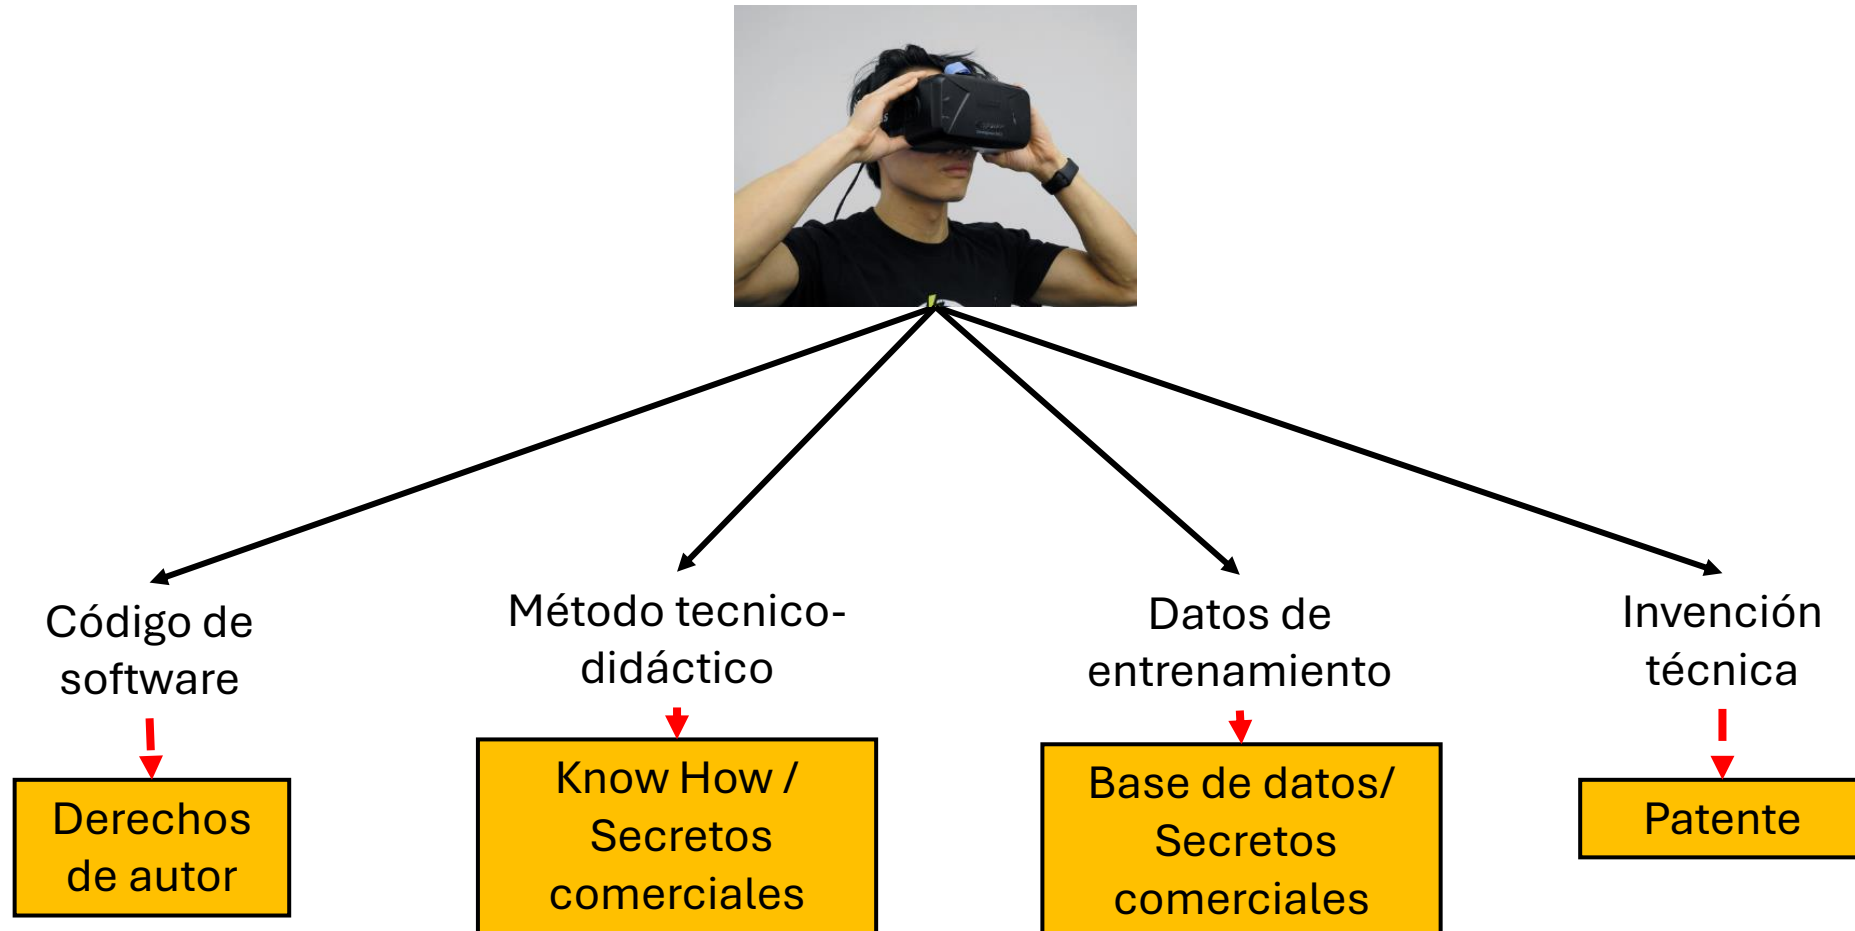 Código de
software
Derechos
de autor
Método tecnico-
didáctico
Know How /
Secretos
comerciales
Datos de
entrenamiento
Base de datos/
Secretos
comerciales
Invención
técnica
Patente